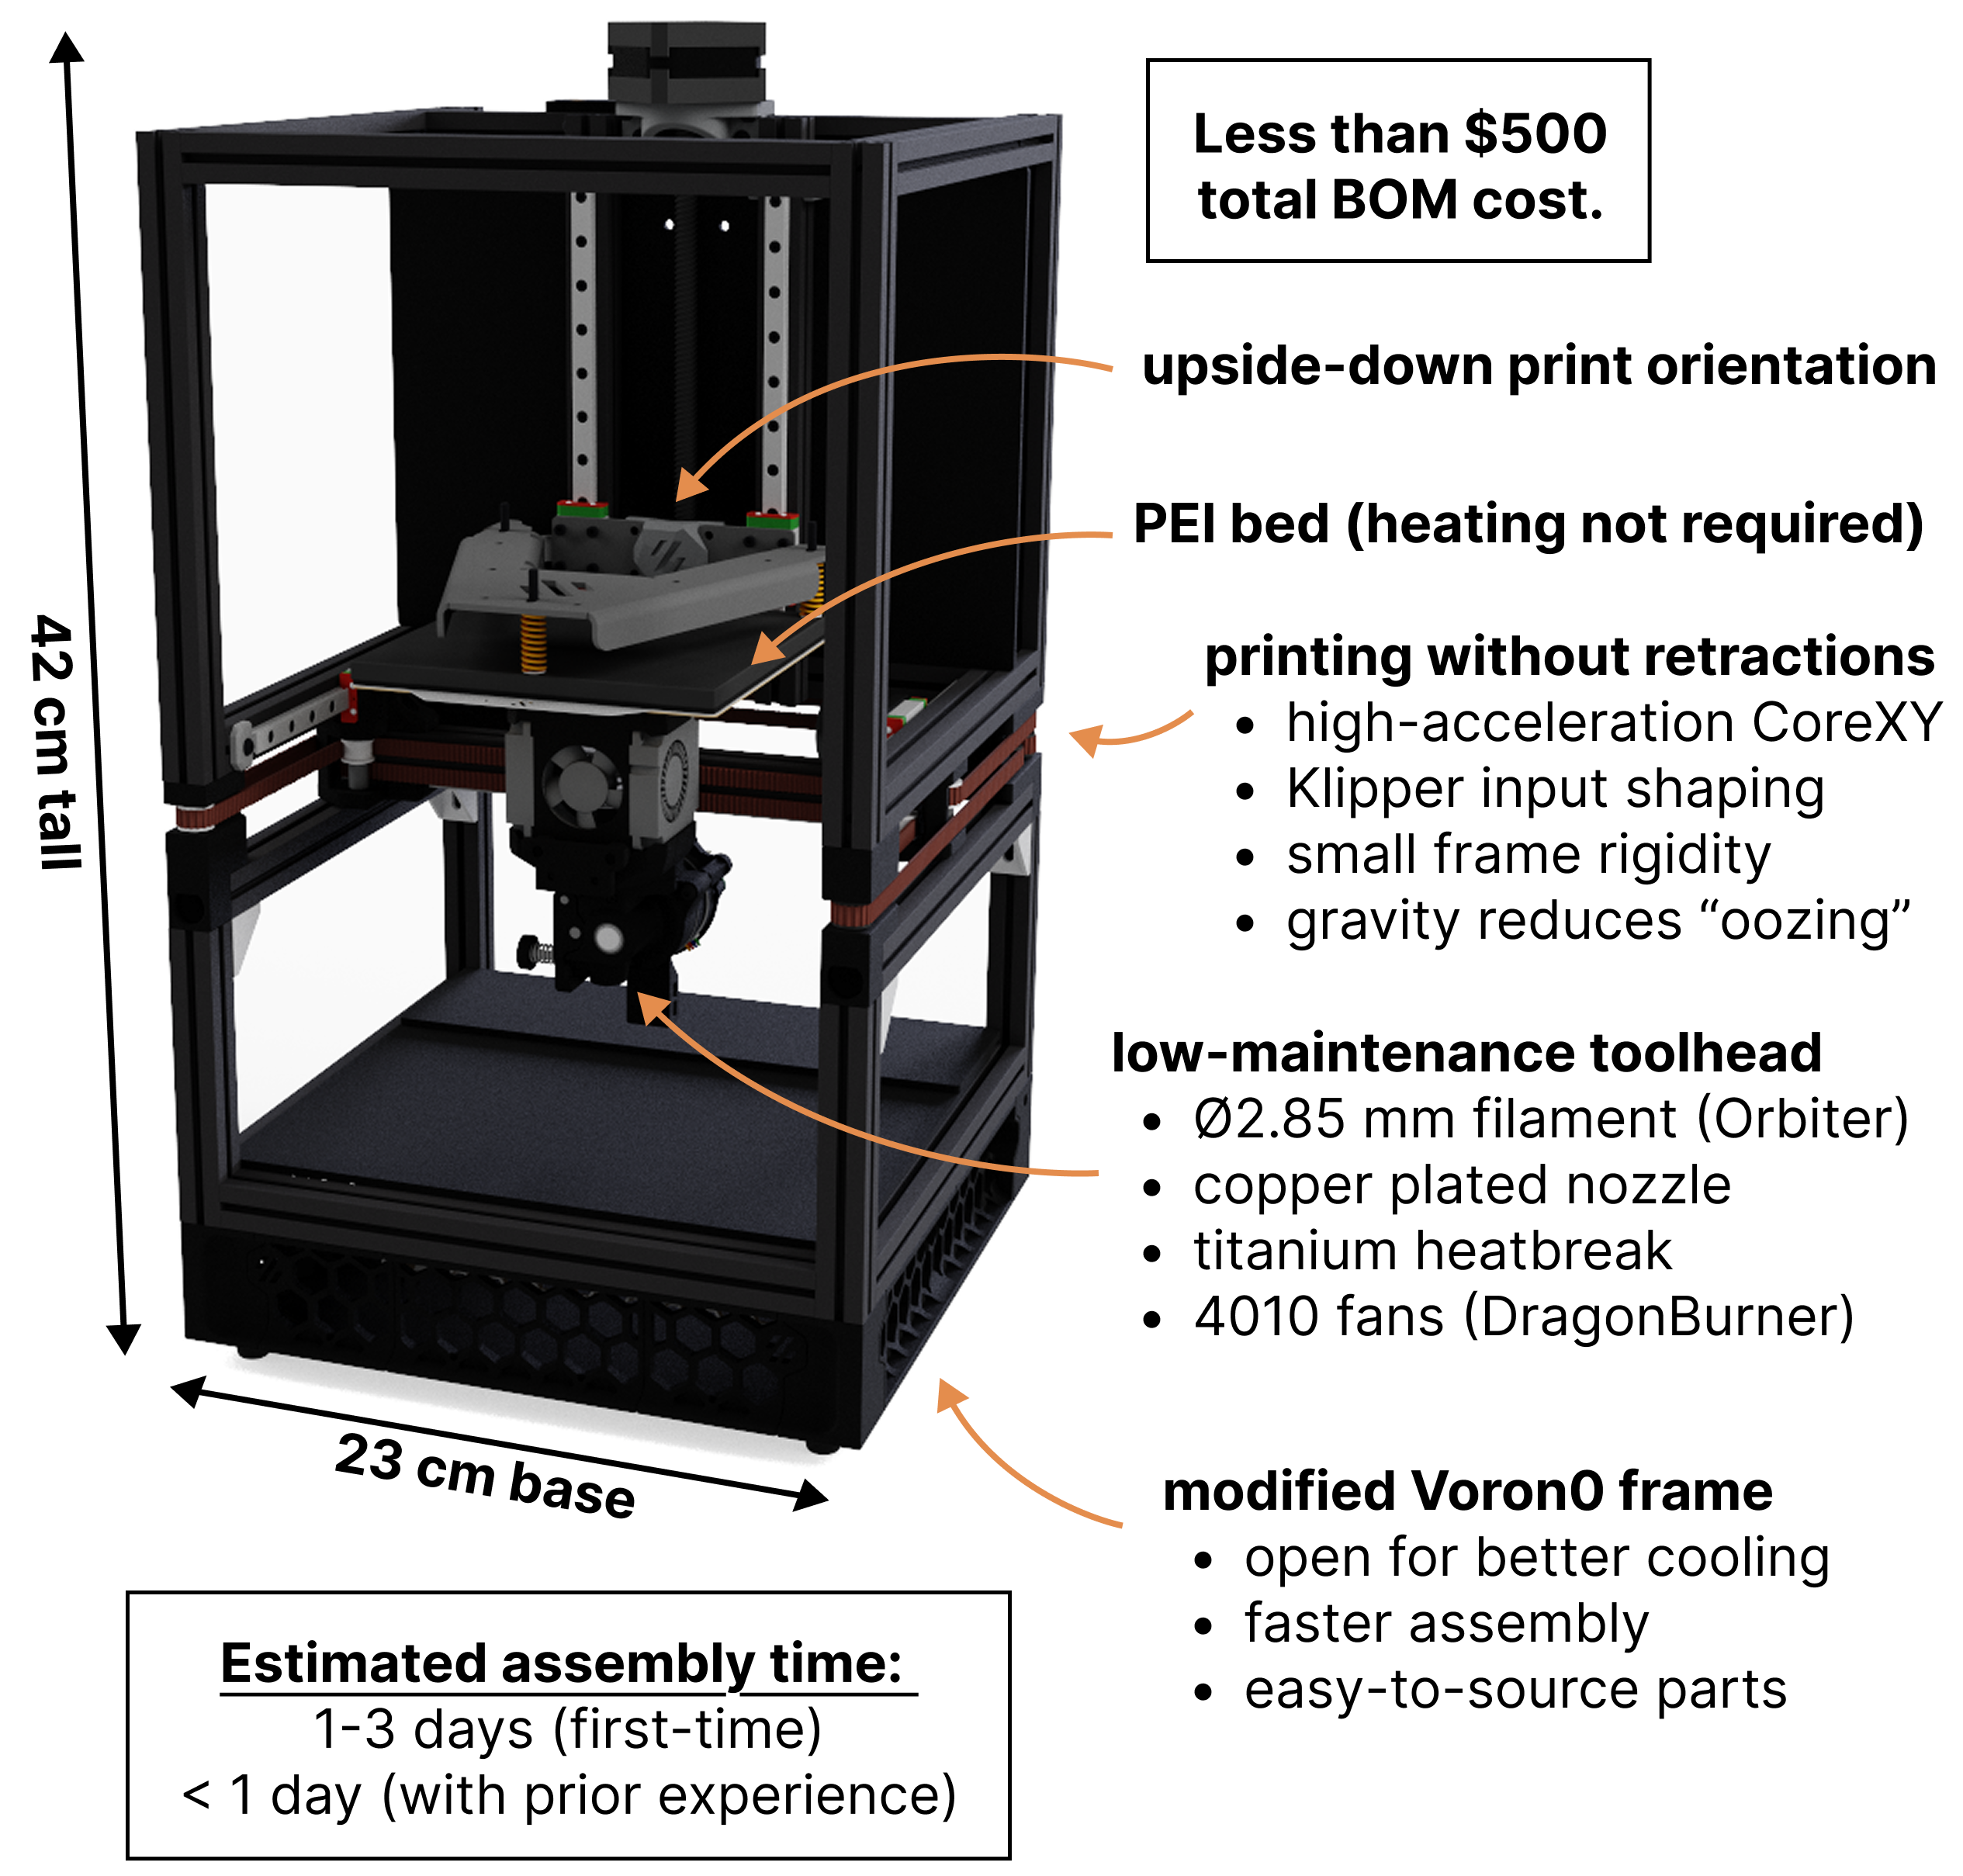 Less than $500
total BOM cost.
upside-down print orientation
PEI bed (heating not required)
printing without retractions
• high-acceleration CoreXY
• Klipper input shaping
• small frame rigidity
• gravity reduces “oozing”
42 cm tall
low-maintenance toolhead
• Ø2.85 mm filament (Orbiter)
• copper plated nozzle
• titanium heatbreak
• 4010 fans (DragonBurner)
23 cm base
modified Voron0 frame
• open for better cooling
• faster assembly
• easy-to-source parts
Estimated assembly time:
1-3 days (first-time)
< 1 day (with prior experience)